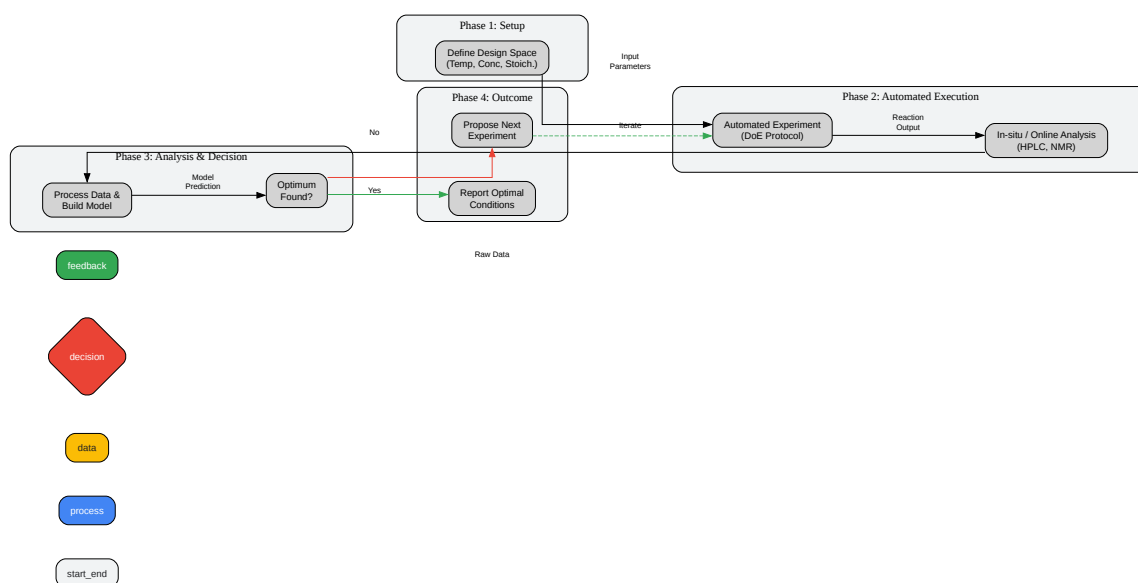 Phase 1: Setup
Define Design Space
(Temp, Conc, Stoich.)
Input
Parameters
Phase 4: Outcome
Propose Next
Experiment
Iterate
Phase 2: Automated Execution
Automated Experiment
(DoE Protocol)
Reaction
Output
In-situ / Online Analysis
(HPLC, NMR)
No
Phase 3: Analysis & Decision
Process Data &
Build Model
Model
Prediction
Optimum
Found?
Yes
Report Optimal
Conditions
Raw Data
feedback
decision
data
process
start_end